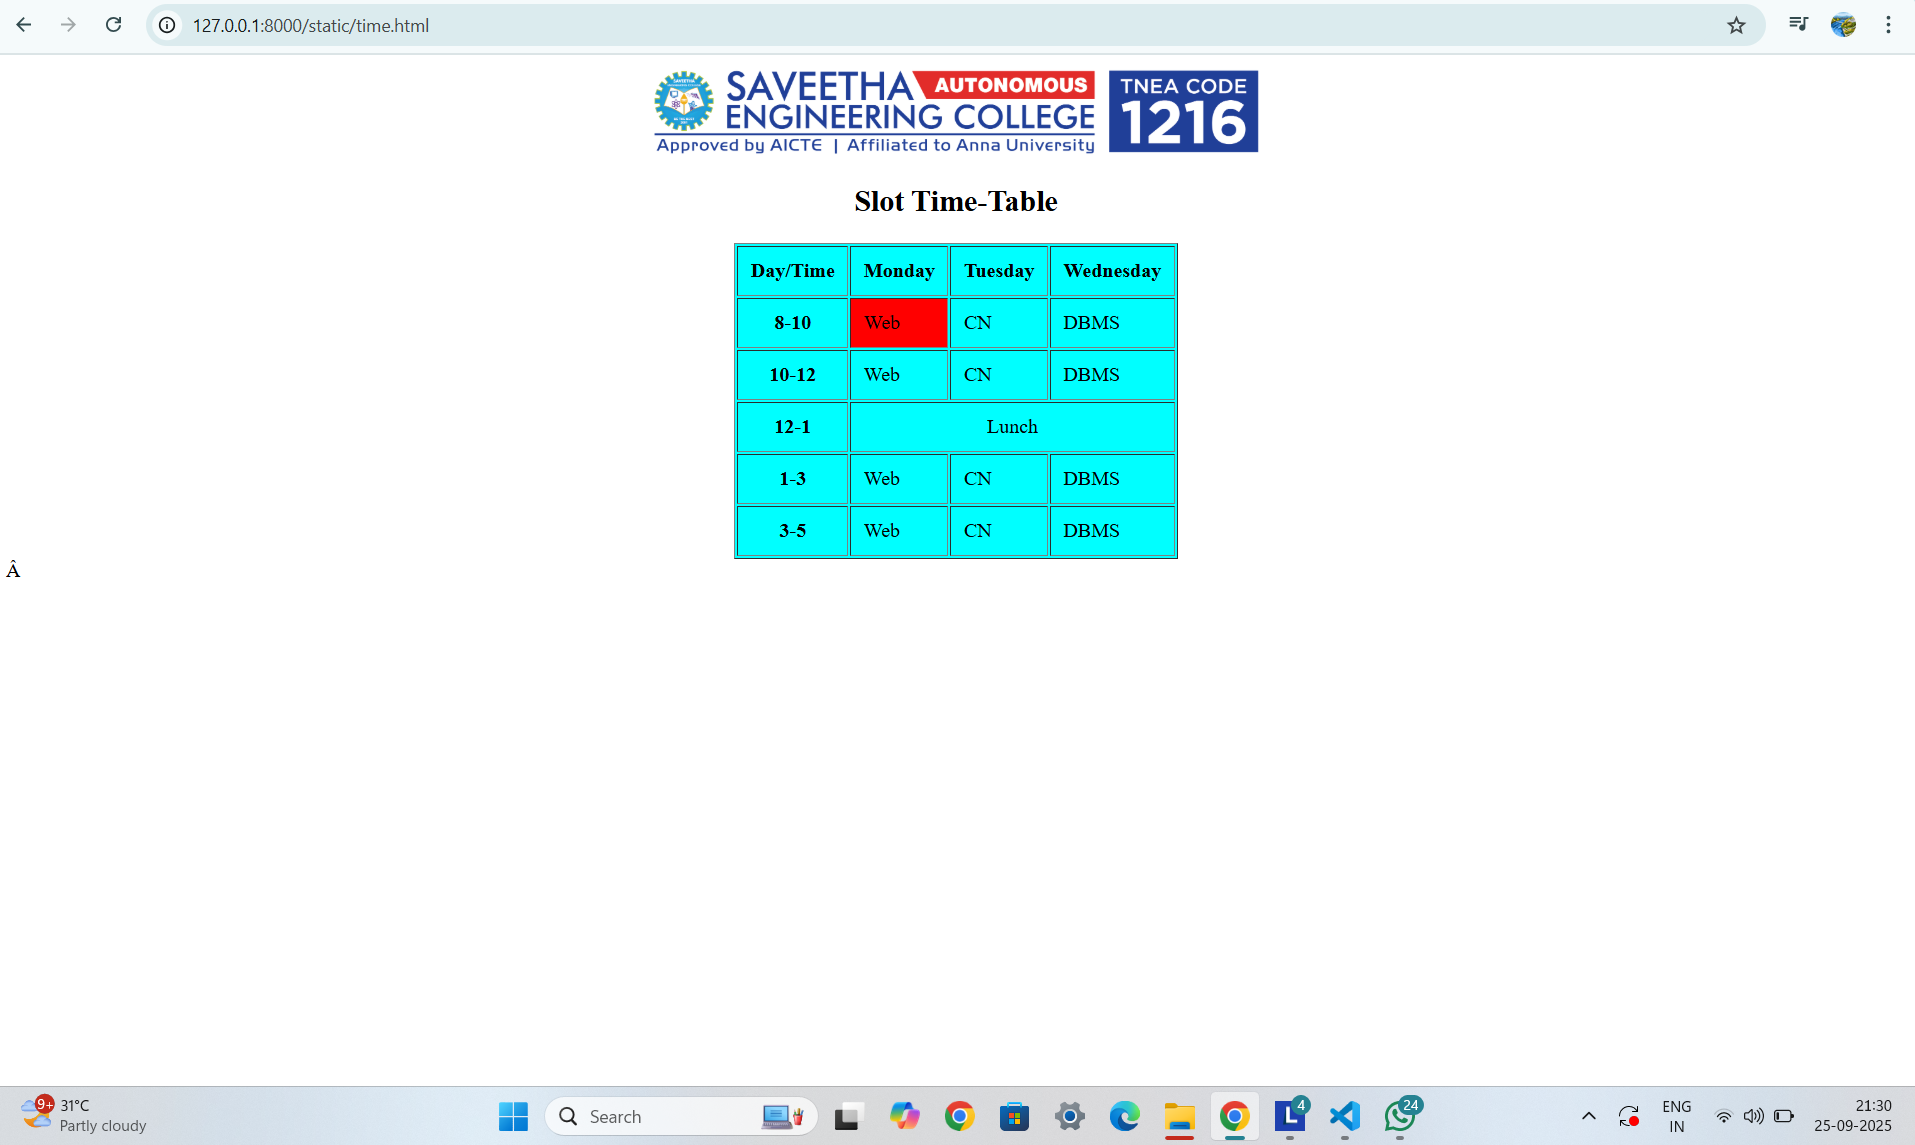 127.0.0.1:8000/static/time.html
SAVEETHA AUTONOMOUS
ENGINEERING COLLEGE
Approved by AICTE | Affiliated to Anna University
TNEA CODE
1216
Slot Time-Table
Day/Time Monday Tuesday Wednesday
8-10 Web CN DBMS
10-12 Web CN DBMS
12-1 Lunch
1-3 Web CN DBMS
3-5 Web CN DBMS
Â
9+
31°C
Partly cloudy
Search
4
24
ENG
IN
21:30
25-09-2025